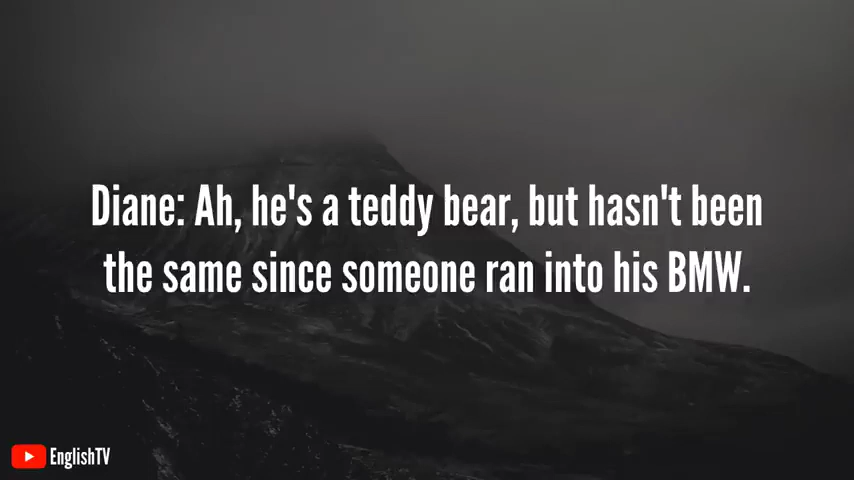 Diane: Ah, he's a teddy bear, but hasn't been
the same since someone ran into his BMW.
EnglishTV